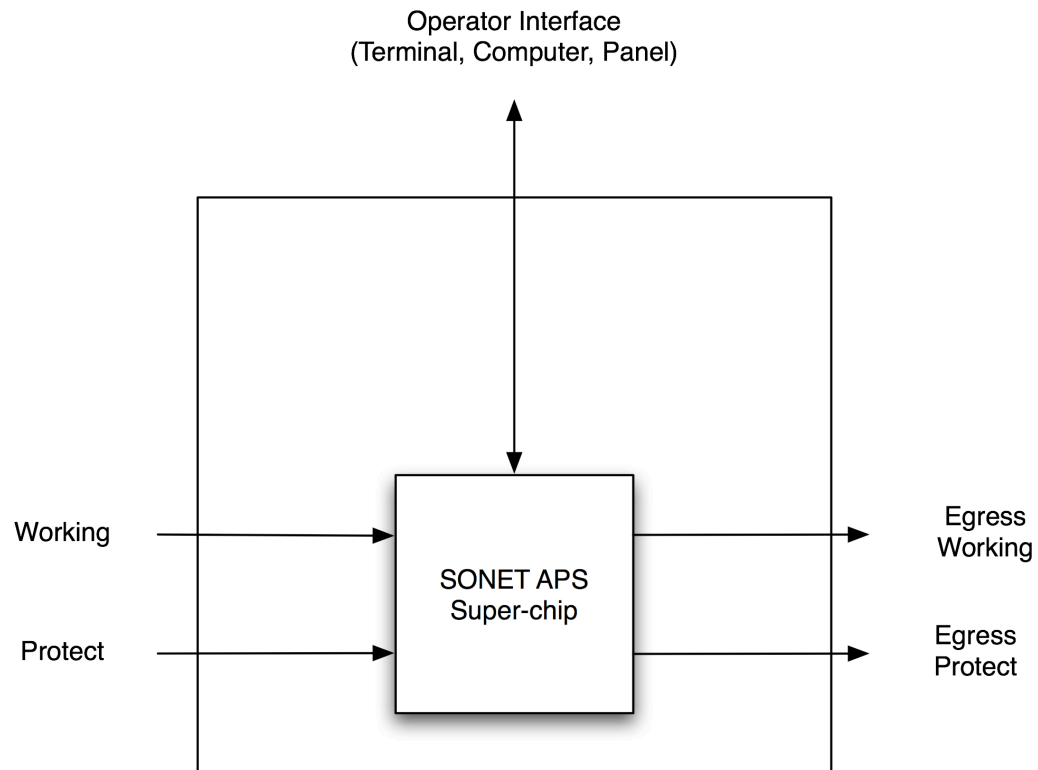 Operator Interface
(Terminal, Computer, Panel)
Working
Egress
Working
SONET APS
Super-chip
Protect
Egress
Protect